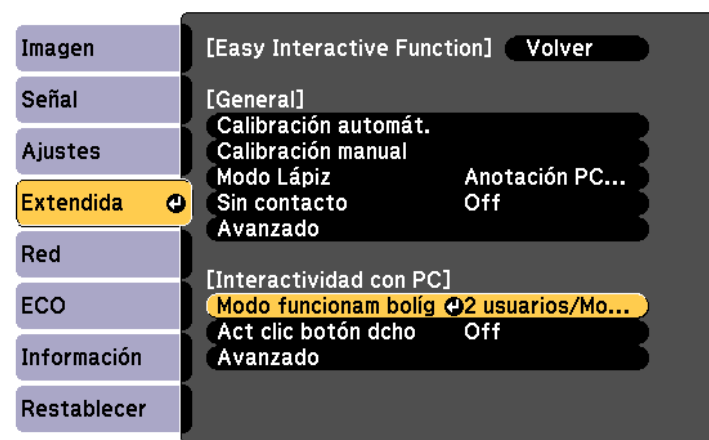 Imagen
Señal
Ajustes
Extendida
Red
ECO
Información
Restablecer
[Easy Interactive Function] Volver
[General]
Calibración automát.
Calibración manual
Modo Lápiz Anotación PC...
Sin contacto Off
Avanzado
[Interactividad con PC]
Modo funcionam bolíg 2 usuarios/Mo...
Act clic botón dcho Off
Avanzado